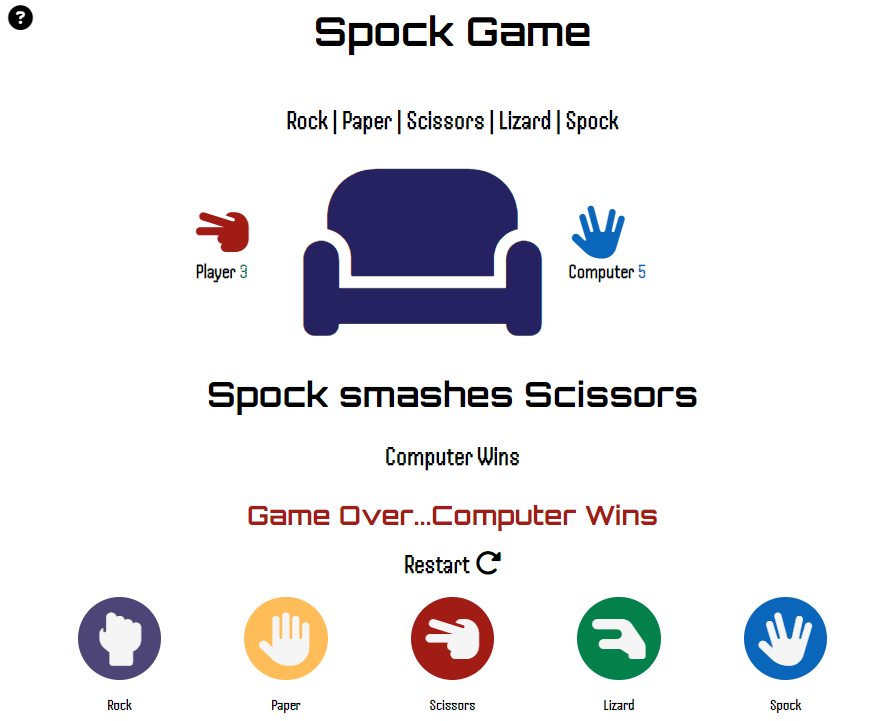 ?
Spock Game
Rock | Paper | Scissors | Lizard | Spock
Player 3
Computer 5
Spock smashes Scissors
Computer Wins
Game Over...Computer Wins
Restart
Rock
Paper
Scissors
Lizard
Spock